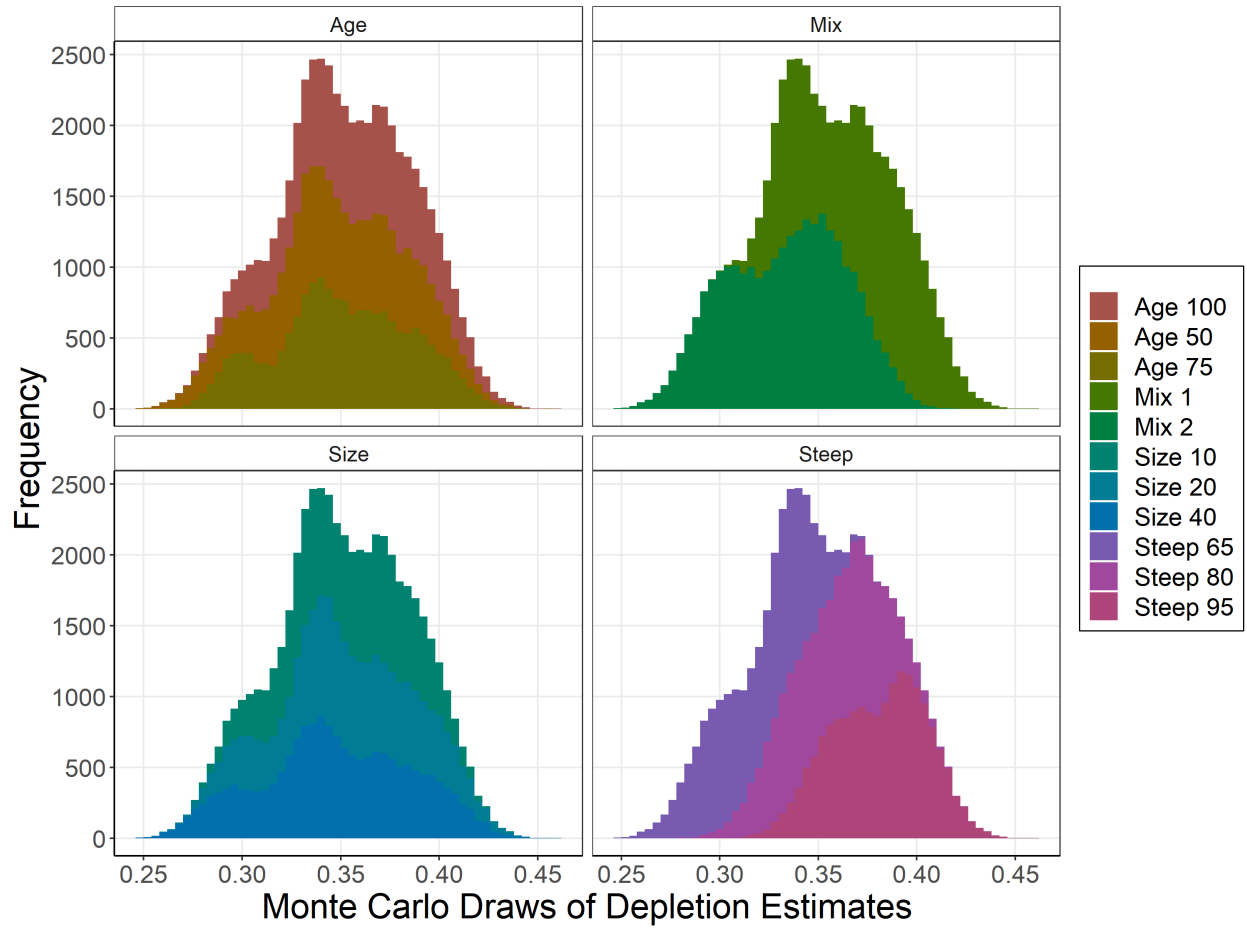 Age
Mix
2500
2000
1500
1000
500
0
Size
Steep
2500
2000
1500
1000
500
0
0.25
0.30
0.35
0.40
0.45
0.25
0.30
0.35
0.40
0.45
Frequency
Monte Carlo Draws of Depletion Estimates
Age 100
Age 50
Age 75
Mix 1
Mix 2
Size 10
Size 20
Size 40
Steep 65
Steep 80
Steep 95